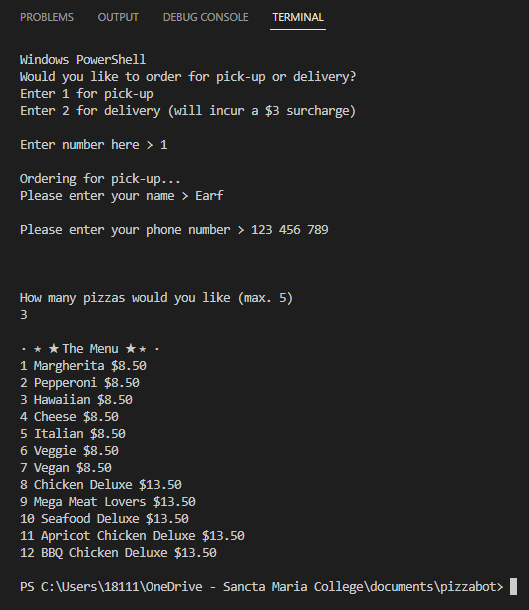 PROBLEMS OUTPUT DEBUG CONSOLE TERMINAL
Windows PowerShell
Would you like to order for pick-up or delivery?
Enter 1 for pick-up
Enter 2 for delivery (will incur a $3 surcharge)
Enter number here > 1
Ordering for pick-up...
Please enter your name > Earf
Please enter your phone number > 123 456 789
How many pizzas would you like (max. 5)
3
· ⋆ ★The Menu ★⋆ ·
1 Margherita $8.50
2 Pepperoni $8.50
3 Hawaiian $8.50
4 Cheese $8.50
5 Italian $8.50
6 Veggie $8.50
7 Vegan $8.50
8 Chicken Deluxe $13.50
9 Mega Meat Lovers $13.50
10 Seafood Deluxe $13.50
11 Apricot Chicken Deluxe $13.50
12 BBQ Chicken Deluxe $13.50
PS C:\Users\18111\OneDrive - Sancta Maria College\documents\pizzabot>